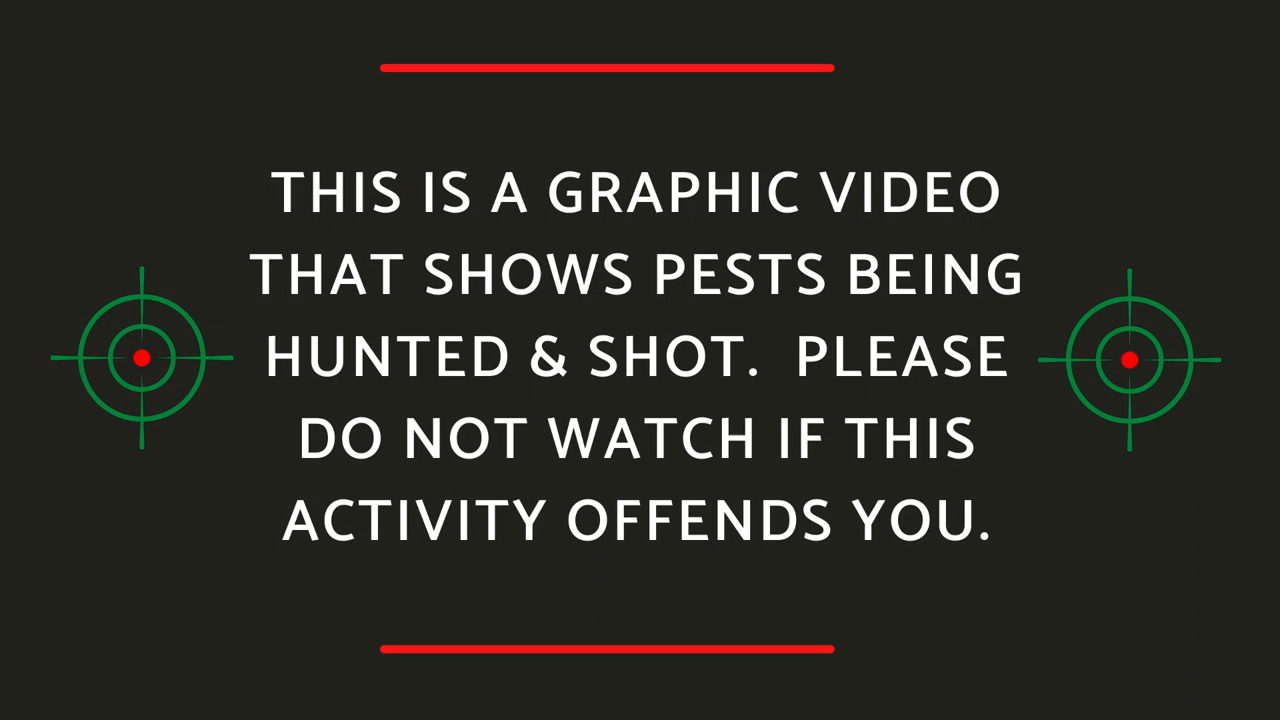 THIS IS A GRAPHIC VIDEO
THAT SHOWS PESTS BEING
HUNTED & SHOT.  PLEASE
DO NOT WATCH IF THIS
ACTIVITY OFFENDS YOU.